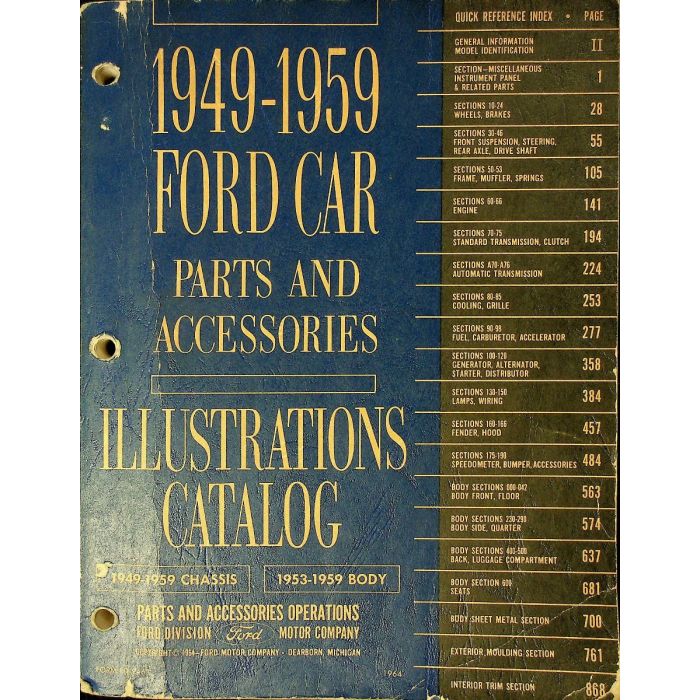 1949-1959
FORD CAR
PARTS AND
ACCESSORIES
ILLUSTRATIONS
CATALOG
1949-1959 CHASSIS
1953-1959 BODY
PARTS AND ACCESSORIES OPERATIONS
FORD DIVISION Ford MOTOR COMPANY
COPYRIGHT © 1964—FORD MOTOR COMPANY - DEARBORN, MICHIGAN
1964
QUICK REFERENCE INDEX • PAGE
GENERAL INFORMATION
MODEL IDENTIFICATION II
SECTION—MISCELLANEOUS
INSTRUMENT PANEL
& RELATED PARTS 1
SECTIONS 10-24
WHEELS, BRAKES 28
SECTIONS 30-46
FRONT SUSPENSION, STEERING,
REAR AXLE, DRIVE SHAFT 55
SECTIONS 50-53
FRAME, MUFFLER, SPRINGS 105
SECTIONS 60-66
ENGINE 141
SECTIONS 70-75
STANDARD TRANSMISSION, CLUTCH 194
SECTIONS A70-A76
AUTOMATIC TRANSMISSION 224
SECTIONS 80-85
COOLING, GRILLE 253
SECTIONS 90-98
FUEL, CARBURETOR, ACCELERATOR 277
SECTIONS 100-120
GENERATOR, ALTERNATOR,
STARTER, DISTRIBUTOR 358
SECTIONS 130-150
LAMPS, WIRING 384
SECTIONS 160-166
FENDER, HOOD 457
SECTIONS 175-190
SPEEDOMETER, BUMPER, ACCESSORIES 484
BODY SECTIONS 000-042
BODY FRONT, FLOOR 563
BODY SECTIONS 230-290
BODY SIDE, QUARTER 574
BODY SECTIONS 400-500
BACK, LUGGAGE COMPARTMENT 637
BODY SECTION 600
SEATS 681
BODY SHEET METAL SECTION 700
EXTERIOR MOULDING SECTION 761
INTERIOR TRIM SECTION 868